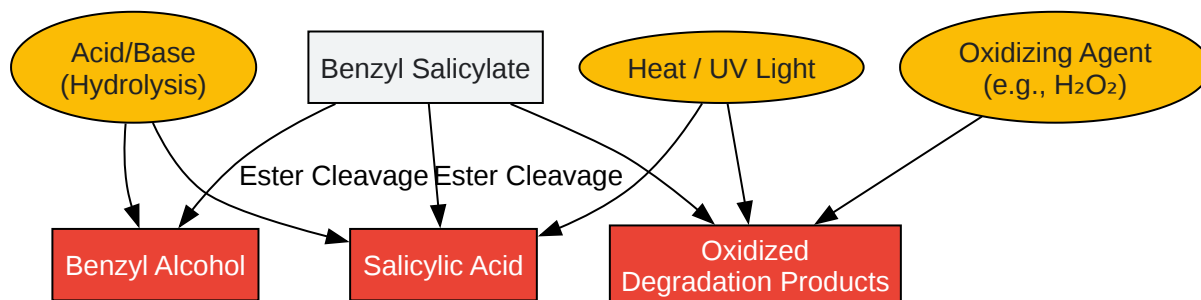 Acid/Base
(Hydrolysis)
Benzyl Salicylate
Heat / UV Light
Oxidizing Agent
(e.g., H₂O₂)
Ester Cleavage
Ester Cleavage
Benzyl Alcohol
Salicylic Acid
Oxidized
Degradation Products